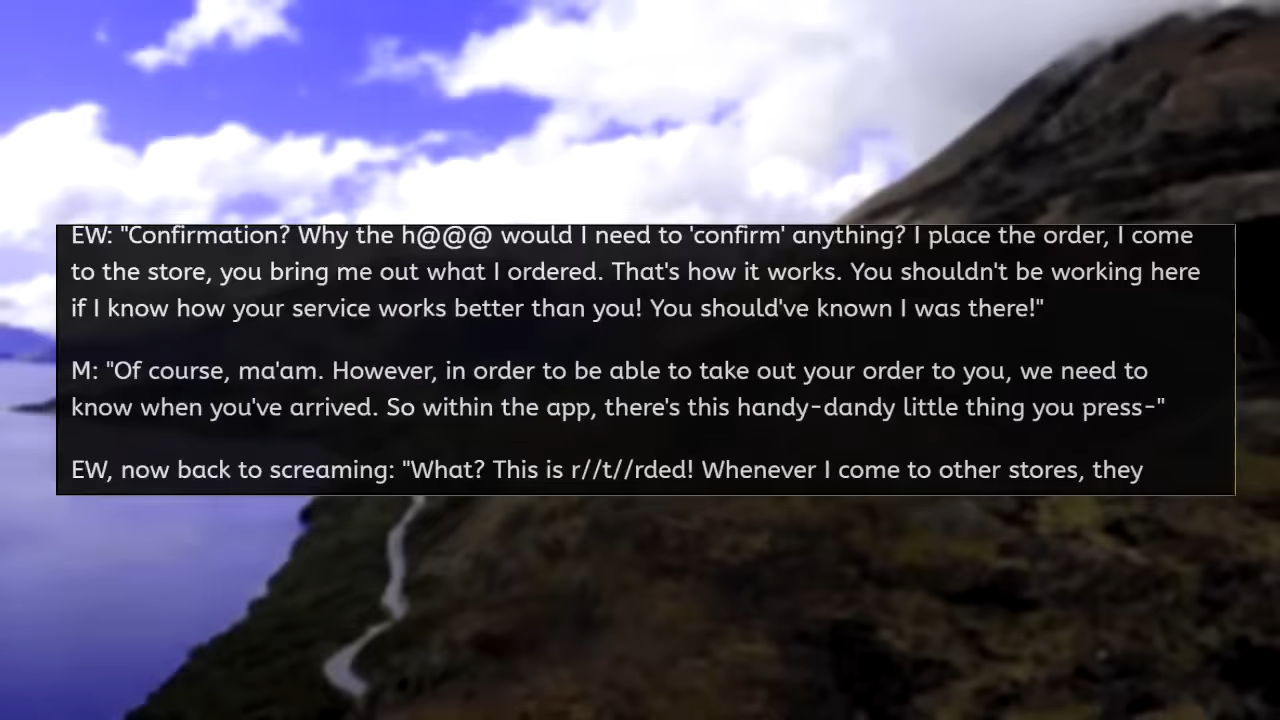 EW: "Confirmation? Why the h@@@ would I need to 'confirm' anything? I place the order, I come
to the store, you bring me out what I ordered. That's how it works. You shouldn't be working here
if I know how your service works better than you! You should've known I was there!"
M: "Of course, ma'am. However, in order to be able to take out your order to you, we need to
know when you've arrived. So within the app, there's this handy-dandy little thing you press-"
EW, now back to screaming: "What? This is r//t//rded! Whenever I come to other stores, they